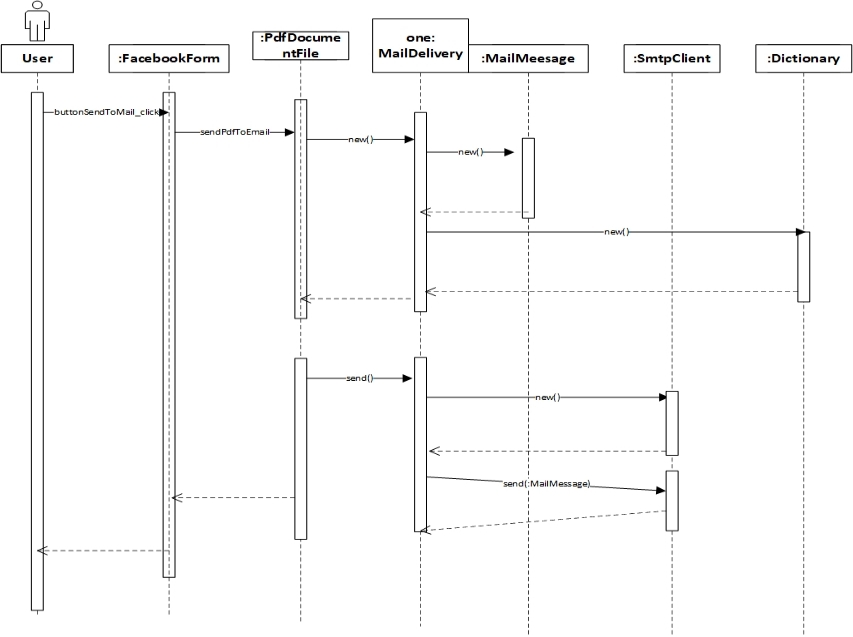 User
:FacebookForm
:PdfDocume
ntFile
one:
MailDelivery
:MailMeesage
:SmtpClient
:Dictionary
buttonSendToMail_click
sendPdfToEmail
new()
new()
new()
send()
new()
send(:MailMessage)